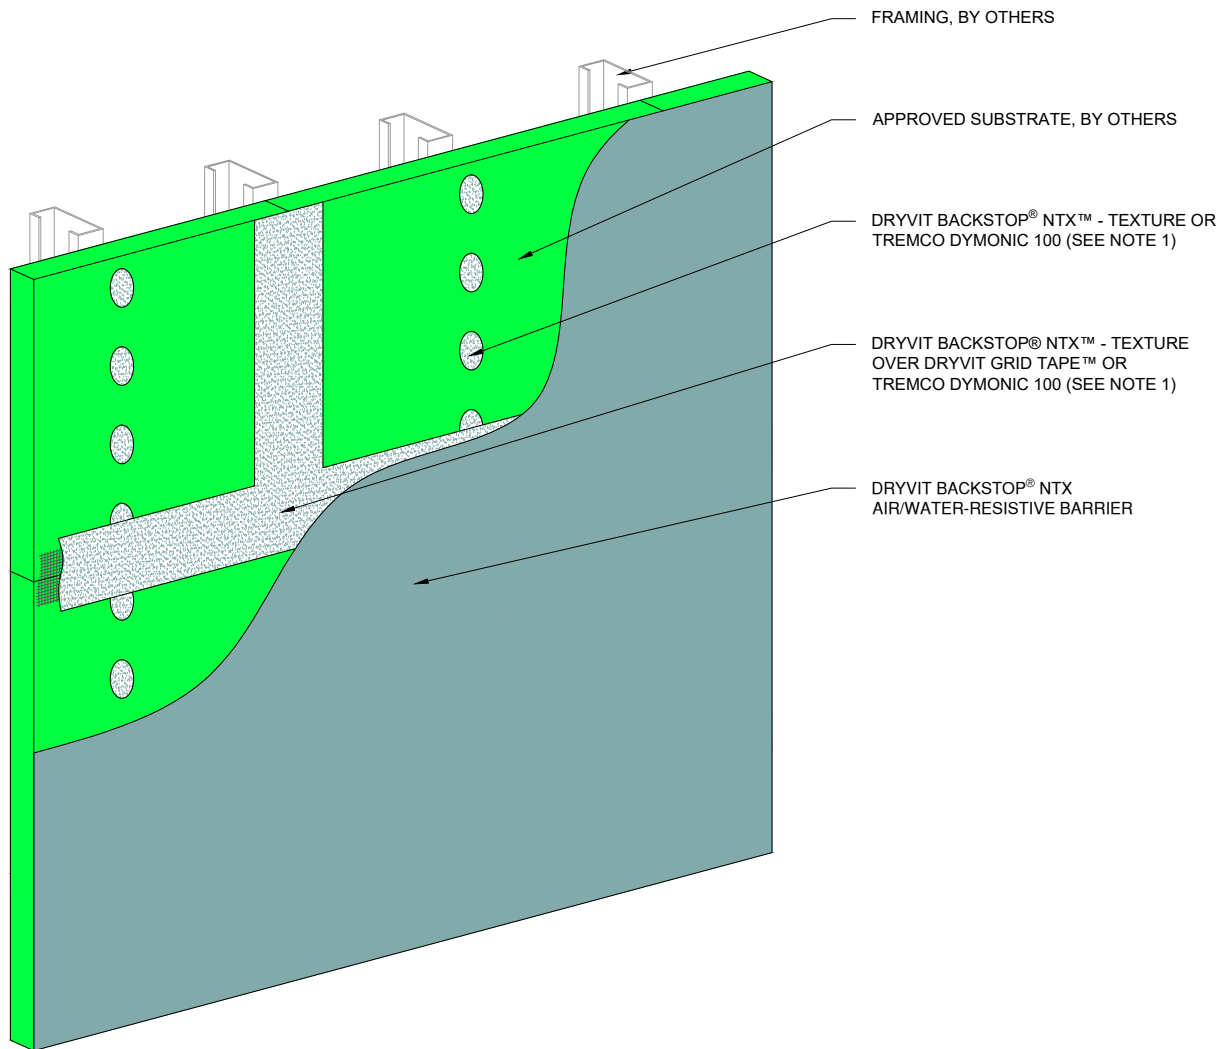 FRAMING, BY OTHERS
APPROVED SUBSTRATE, BY OTHERS
DRYVIT BACKSTOP® NTX™ - TEXTURE OR
TREMCO DYMONIC 100 (SEE NOTE 1)
DRYVIT BACKSTOP® NTX™ - TEXTURE
OVER DRYVIT GRID TAPE™ OR
TREMCO DYMONIC 100 (SEE NOTE 1)
DRYVIT BACKSTOP® NTX
AIR/WATER-RESISTIVE BARRIER